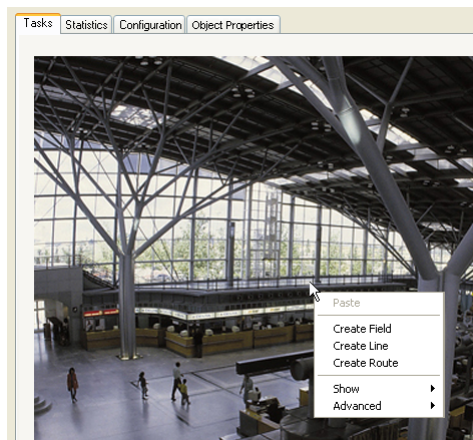 Tasks
Statistics
Configuration
Object Properties
Paste
Create Field
Create Line
Create Route
Show
Advanced